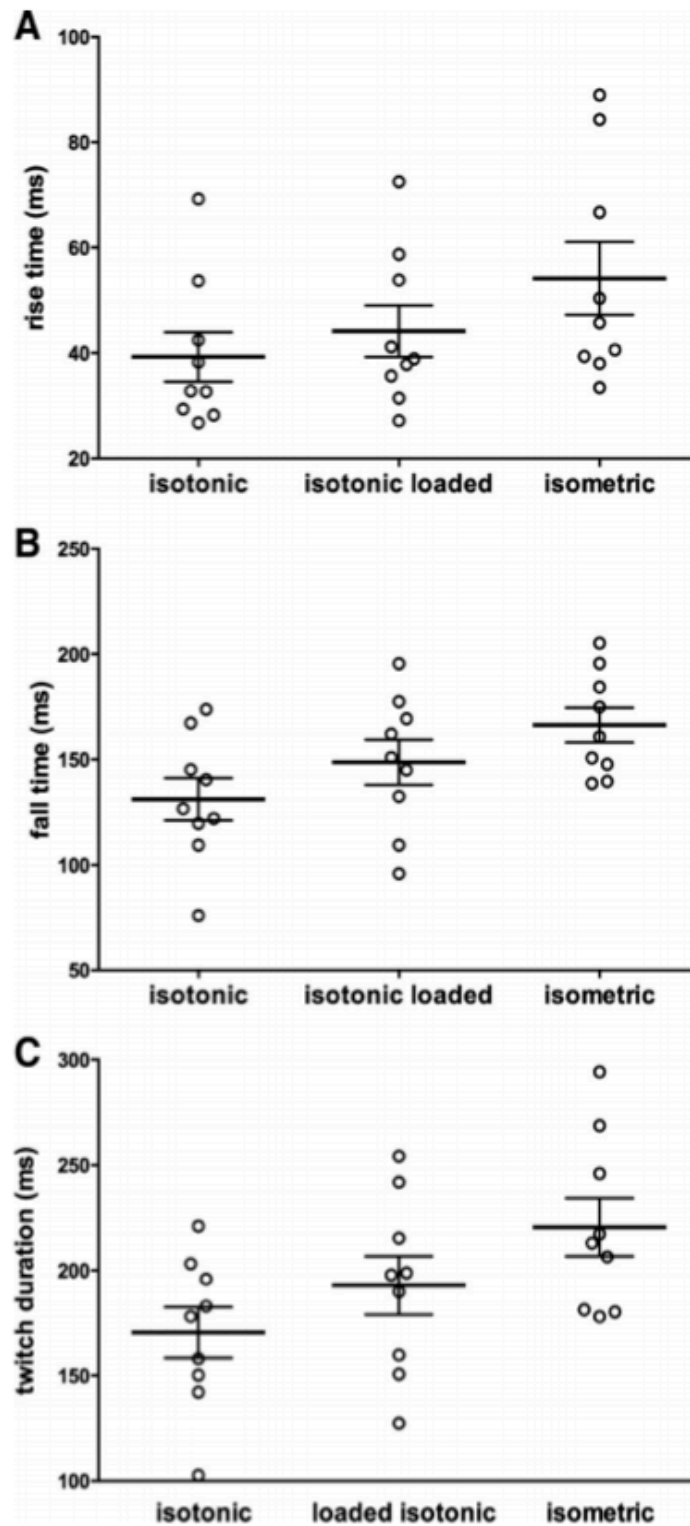 A
100
80
60
40
20
rise time (ms)
isotonic isotonic loaded isometric
B
250
200
150
100
50
fall time (ms)
isotonic isotonic loaded isometric
C
300
250
200
150
100
twitch duration (ms)
isotonic loaded isotonic isometric